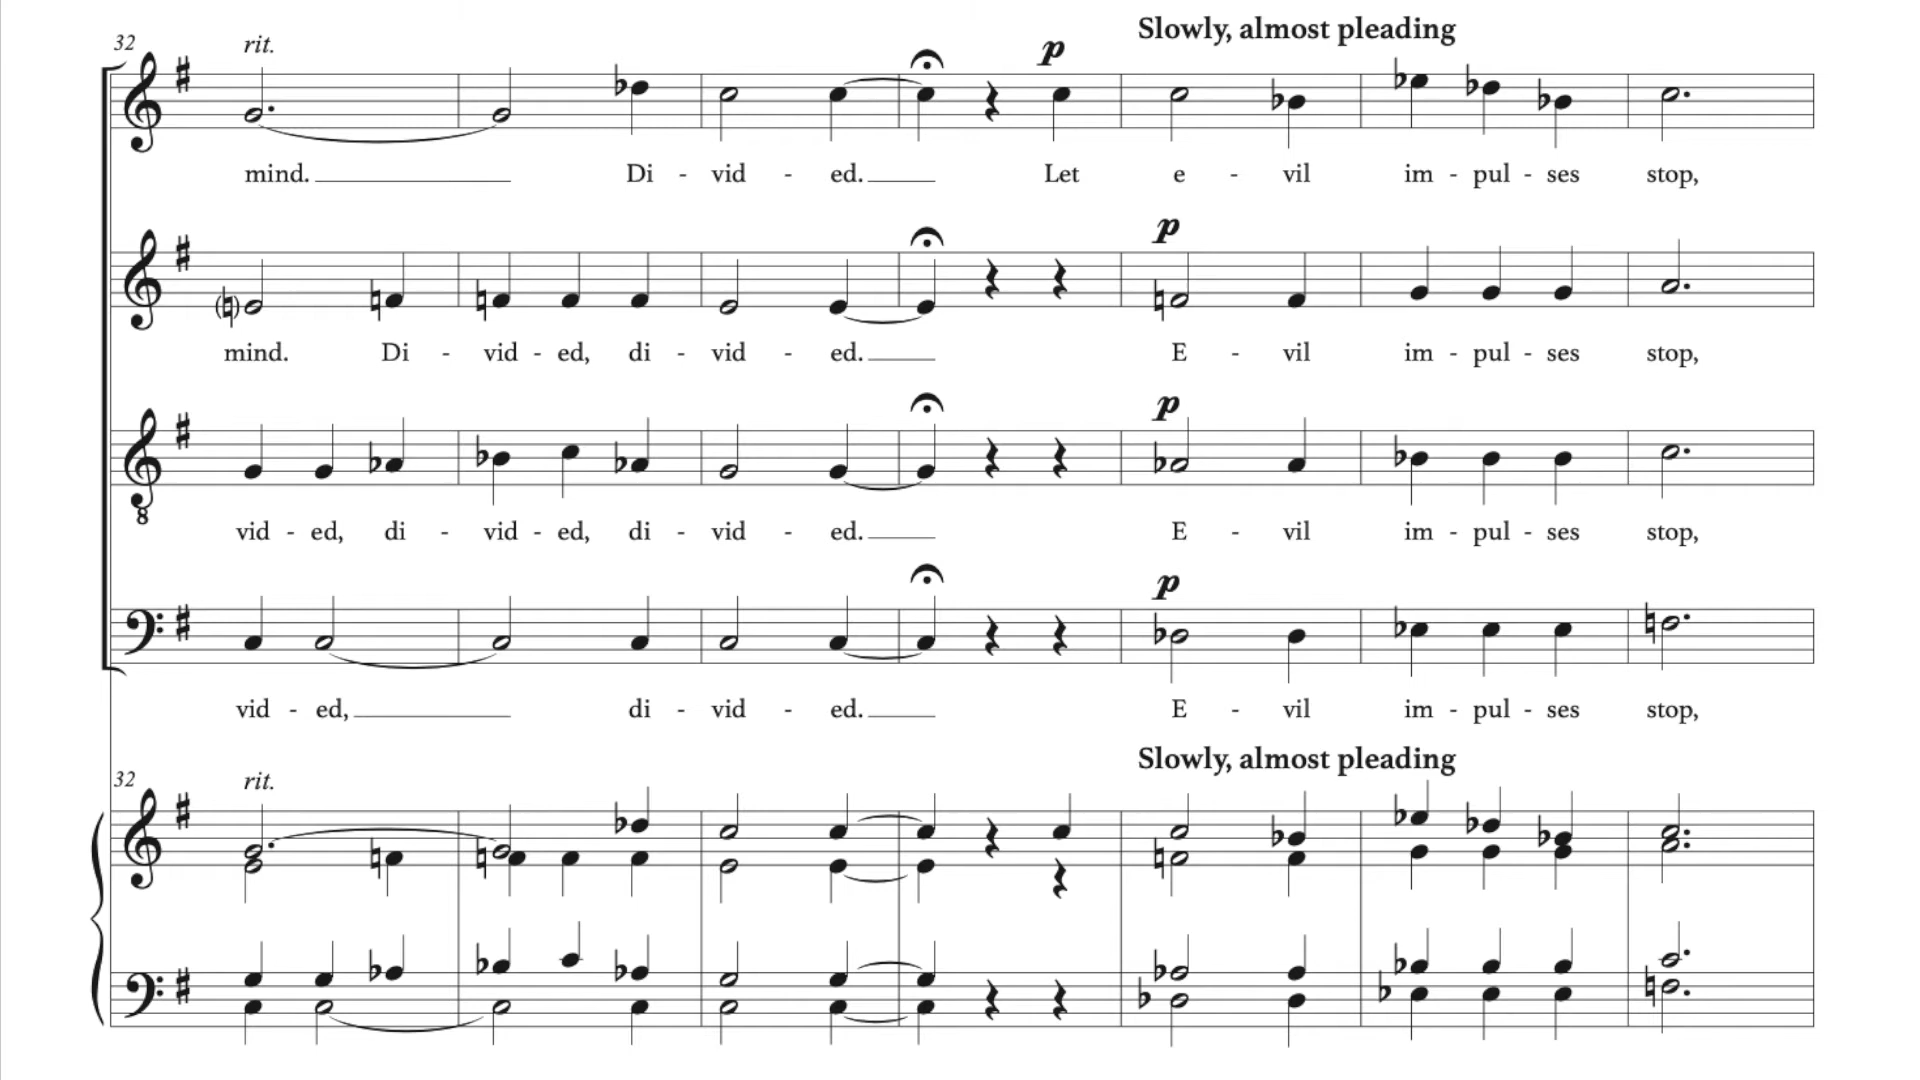 Slowly, almost pleading
32 rit. p
mind. Di - vid - ed. Let e - vil im - pul - ses stop,
p
mind. Di - vid - ed, di - vid - ed. E - vil im - pul - ses stop,
p
8
vid - ed, di - vid - ed, di - vid - ed. E - vil im - pul - ses stop,
p
vid - ed, di - vid - ed. E - vil im - pul - ses stop,
Slowly, almost pleading
32 rit.